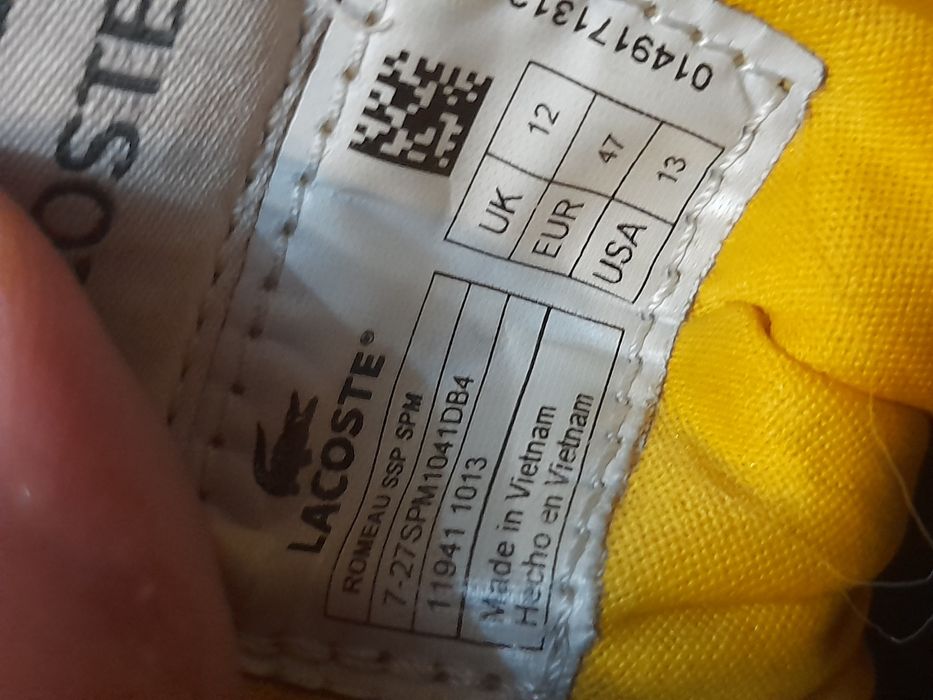 LACOSTE
0149171312
UK 12
EUR 47
USA 13
LACOSTE®
ROMEAU SSP SPM
7-27SPM1041DB4
11941 1013
Made in Vietnam
Hecho en Vietnam